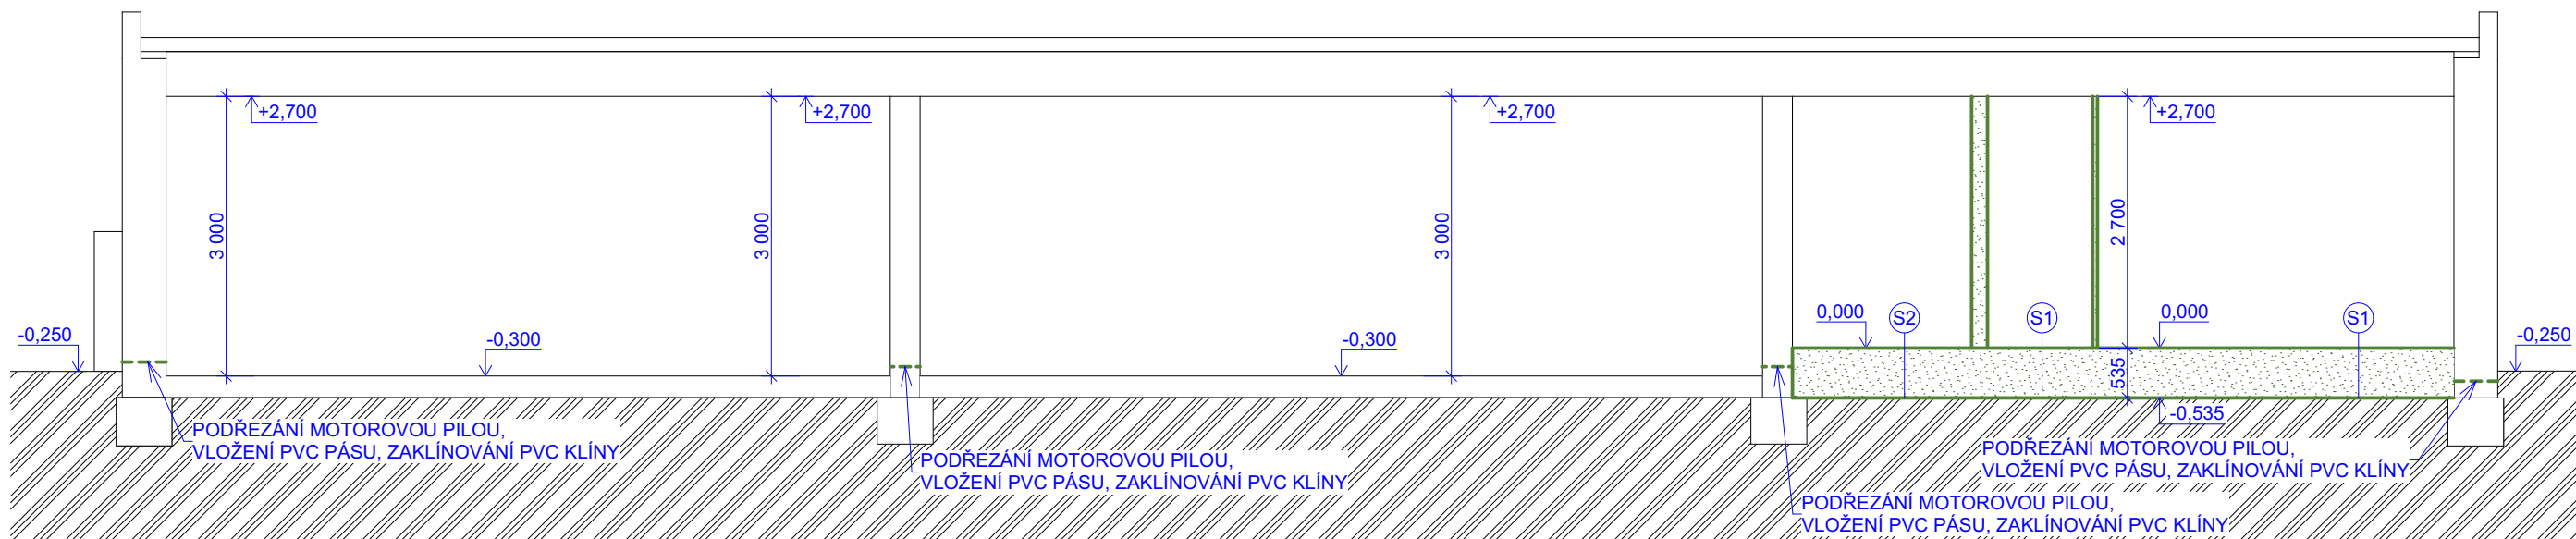 +2,700
+2,700
+2,700
+2,700
3 000
3 000
3 000
2 700
-0,250
-0,300
-0,300
0,000
S2
S1
0,000
S1
-0,250
535
-0,535
PODŘEZÁNÍ MOTOROVOU PILOU,
VLOŽENÍ PVC PÁSU, ZAKLÍNOVÁNÍ PVC KLÍNY
PODŘEZÁNÍ MOTOROVOU PILOU,
VLOŽENÍ PVC PÁSU, ZAKLÍNOVÁNÍ PVC KLÍNY
PODŘEZÁNÍ MOTOROVOU PILOU,
VLOŽENÍ PVC PÁSU, ZAKLÍNOVÁNÍ PVC KLÍNY
PODŘEZÁNÍ MOTOROVOU PILOU,
VLOŽENÍ PVC PÁSU, ZAKLÍNOVÁNÍ PVC KLÍNY